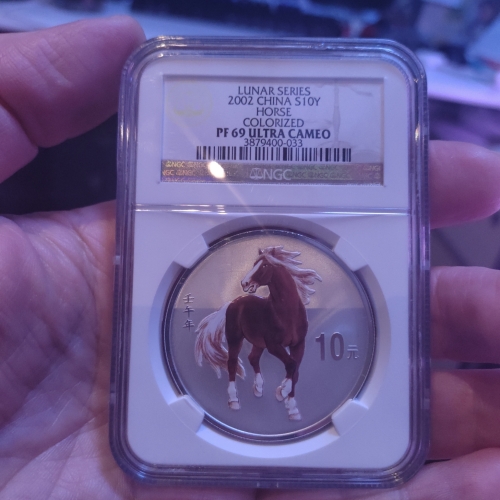 LUNAR SERIES
2002 CHINA S10Y
HORSE
COLORIZED
PF 69 ULTRA CAMEO
3879400-033
NGC
NGC
壬午年
10元